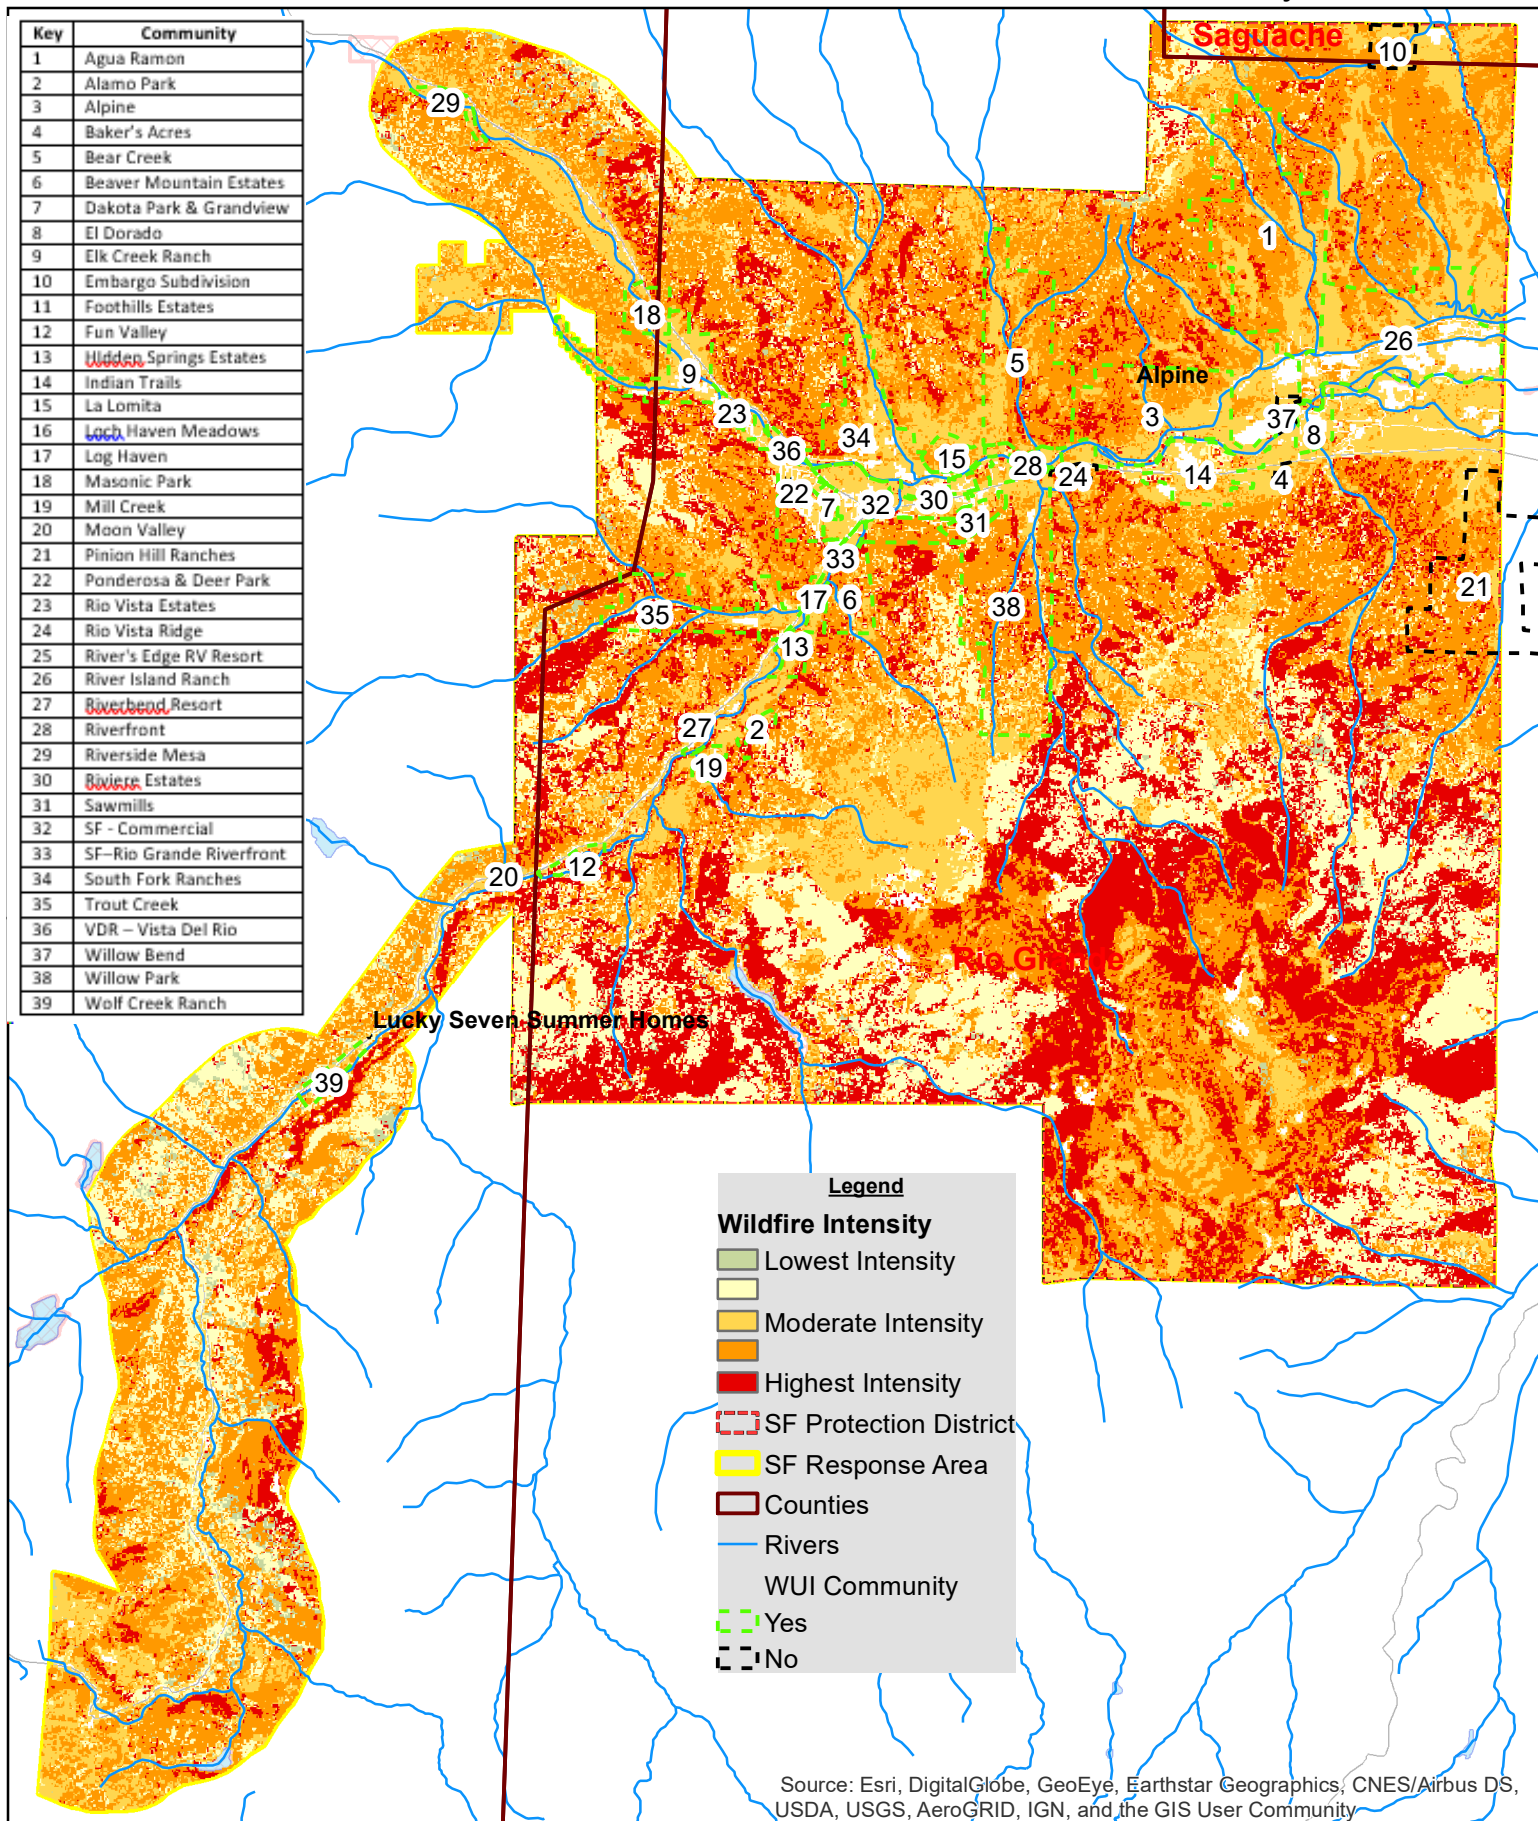 Key Community
1 Agua Ramon
2 Alamo Park
3 Alpine
4 Baker's Acres
5 Bear Creek
6 Beaver Mountain Estates
7 Dakota Park & Grandview
8 El Dorado
9 Elk Creek Ranch
10 Embargo Subdivision
11 Foothills Estates
12 Fun Valley
13 Hidden Springs Estates
14 Indian Trails
15 La Lomita
16 Loch Haven Meadows
17 Log Haven
18 Masonic Park
19 Mill Creek
20 Moon Valley
21 Pinion Hill Ranches
22 Ponderosa & Deer Park
23 Rio Vista Estates
24 Rio Vista Ridge
25 River's Edge RV Resort
26 River Island Ranch
27 Riverbend Resort
28 Riverfront
29 Riverside Mesa
30 Riviere Estates
31 Sawmills
32 SF - Commercial
33 SF–Rio Grande Riverfront
34 South Fork Ranches
35 Trout Creek
36 VDR – Vista Del Rio
37 Willow Bend
38 Willow Park
39 Wolf Creek Ranch
Saguache
10
29
1
18
26
5
9
Alpine
23
3
37
34
8
36
15
28
24
14
4
22
30
7
32
31
33
21
17
6
38
35
13
27
2
19
12
20
Rio Grande
Lucky Seven Summer Homes
39
Legend
Wildfire Intensity
Lowest Intensity
Moderate Intensity
Highest Intensity
SF Protection District
SF Response Area
Counties
Rivers
WUI Community
Yes
No
Source: Esri, DigitalGlobe, GeoEye, Earthstar Geographics, CNES/Airbus DS,
USDA, USGS, AeroGRID, IGN, and the GIS User Community